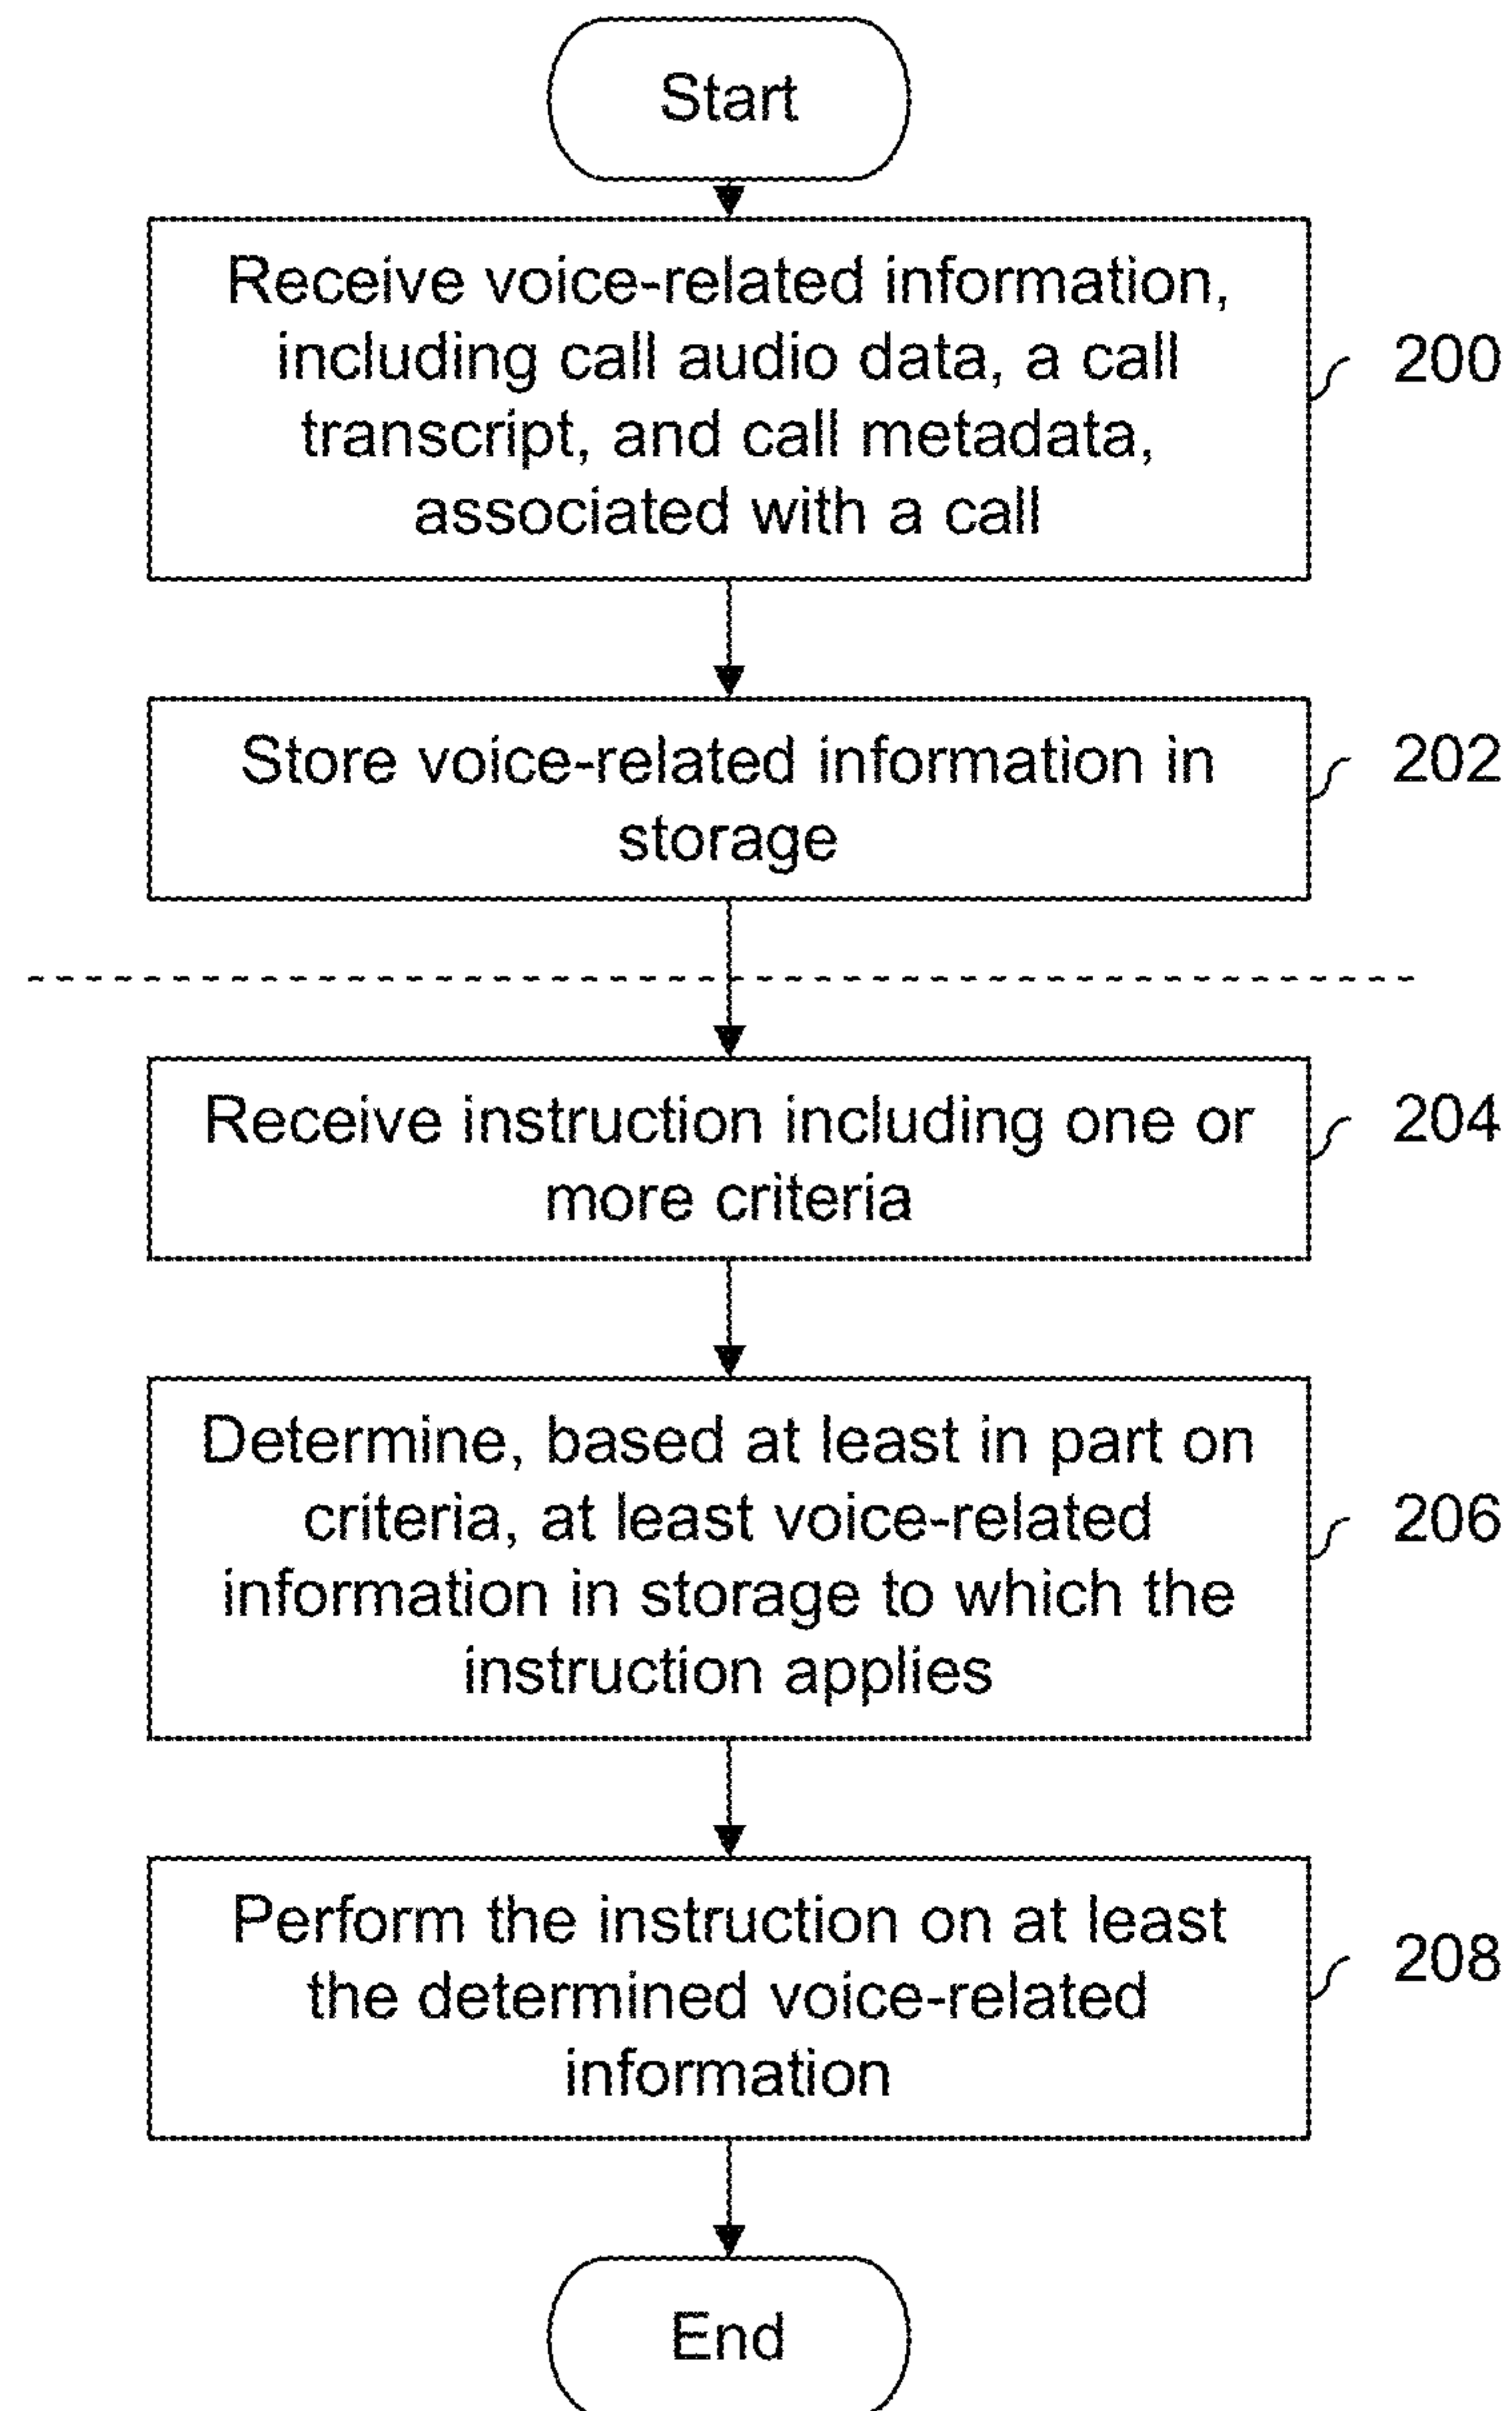 Start
Receive voice-related information,
including call audio data, a call
transcript, and call metadata,
associated with a call
200
Store voice-related information in
storage
202
Receive instruction including one or
more criteria
204
Determine, based at least in part on
criteria, at least voice-related
information in storage to which the
instruction applies
206
Perform the instruction on at least
the determined voice-related
information
208
End